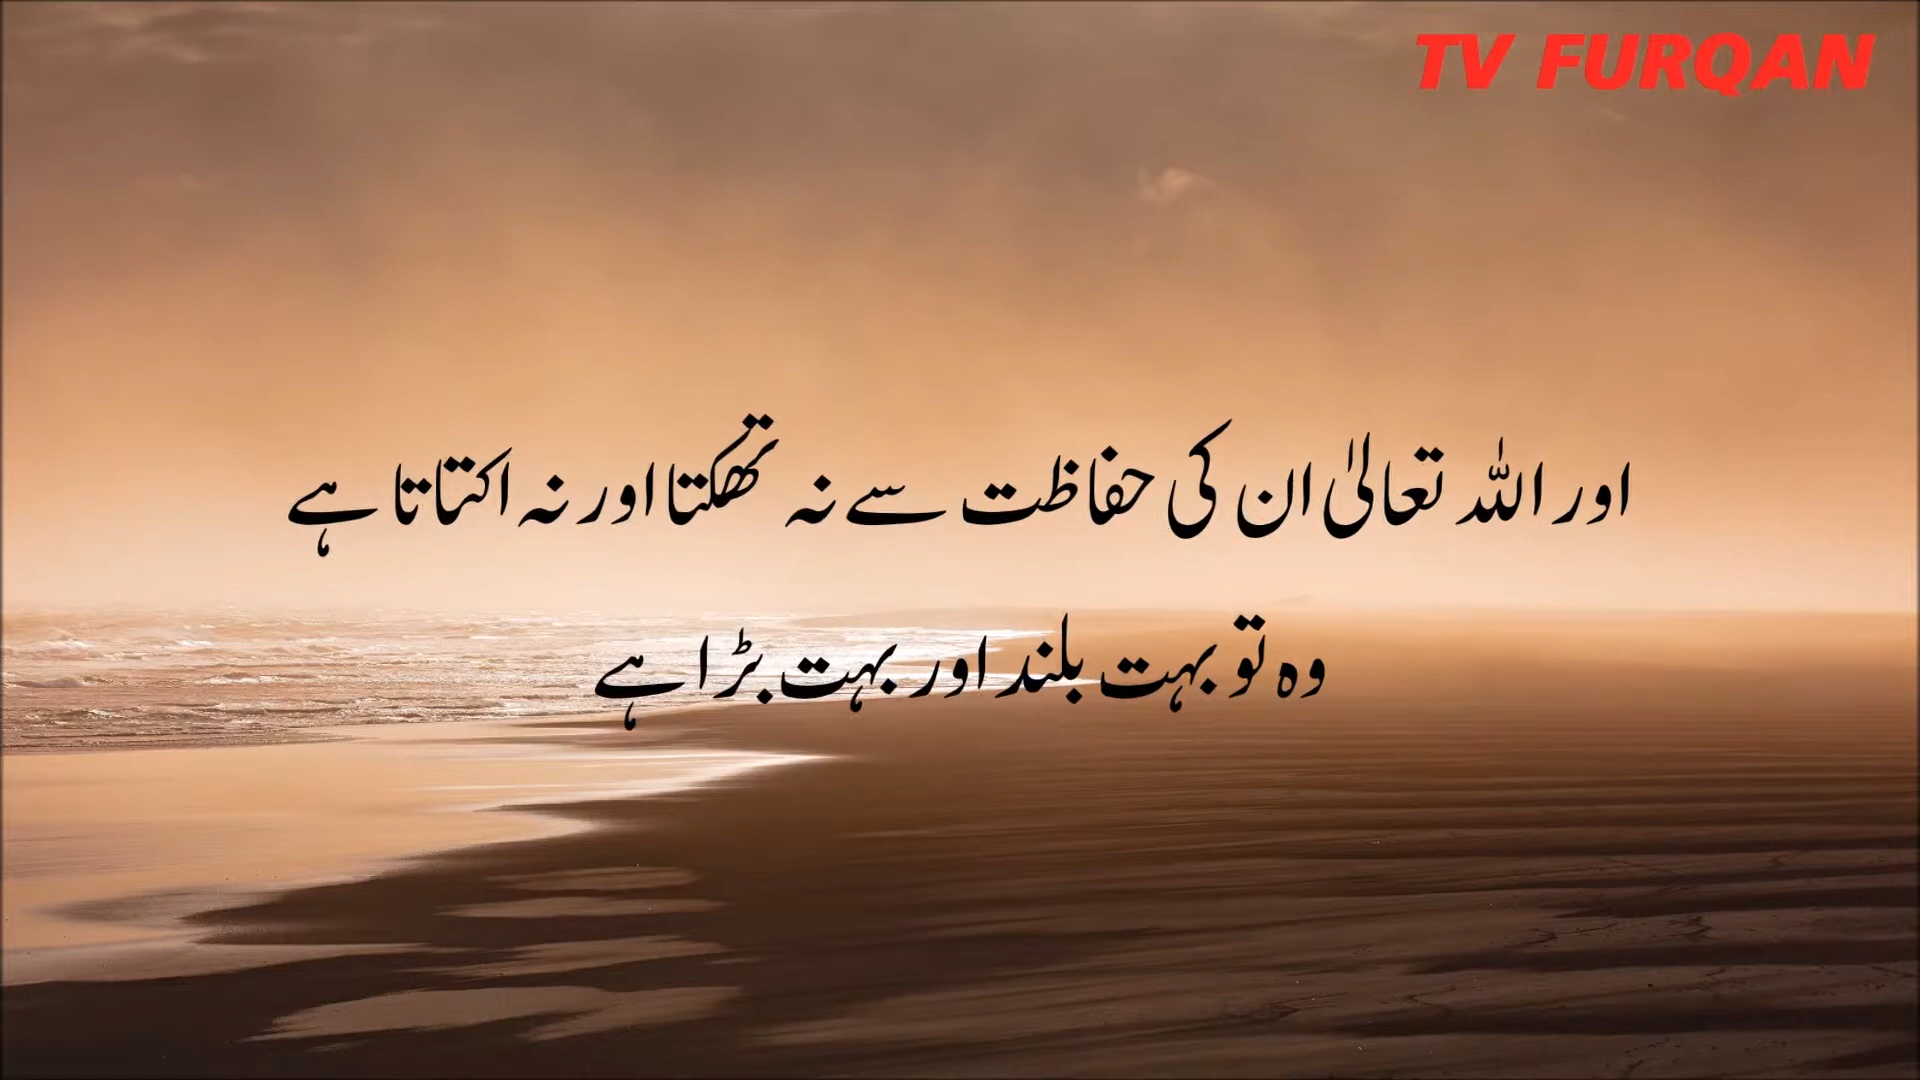 TV FURQAN
اور اللہ تعالیٰ ان کی حفاظت سے نہ تھکتا اور نہ اکتاتا ہے
وہ تو بہت بلند اور بہت بڑا ہے